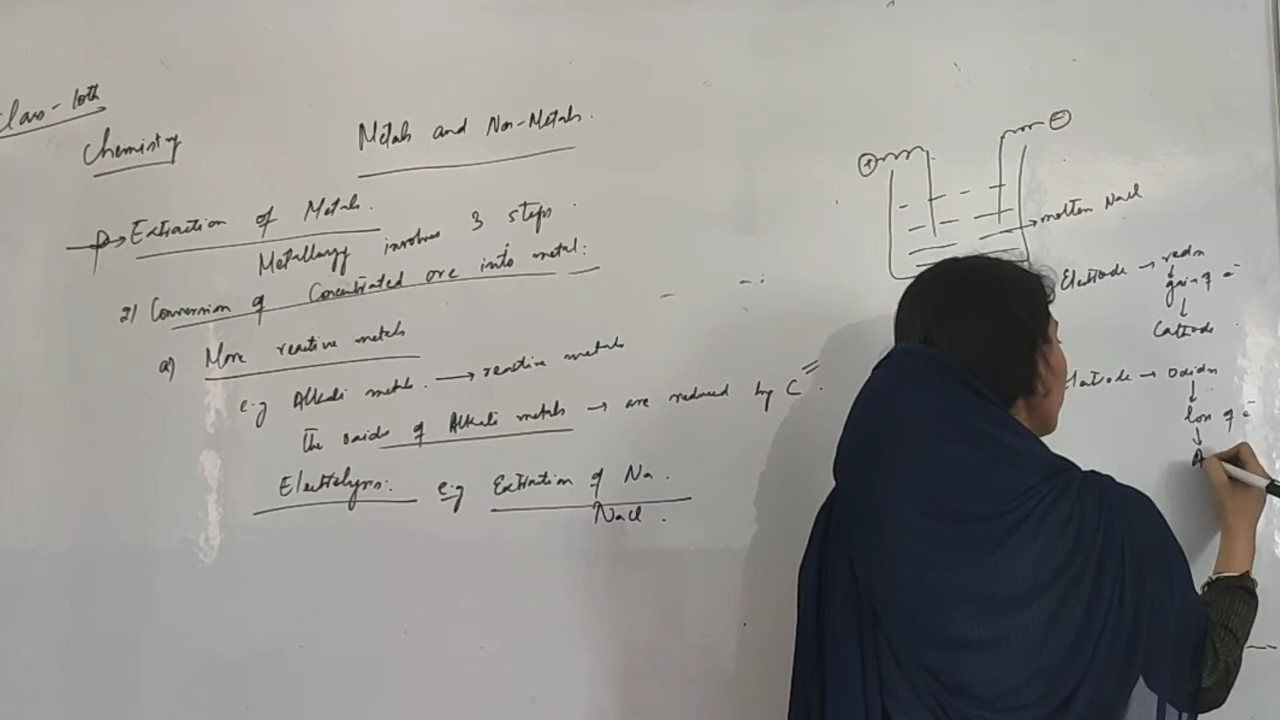 Class - 10th
Chemistry
Metals and Non-Metals.
Extraction of Metals.
Metallurgy involves 3 steps.
2) Conversion of Concentrated ore into metal:
a) More reactive metals
e.g Alkali metals. → reactive metals
The oxides of Alkali metals → are reduced by C.
Electrolysis: e.g Extraction of Na.
NaCl.
+
−
→ molten NaCl
Electrode → redn
↓
gain of e⁻
↓
Cathode
→ Oxidn
↓
loss of e⁻
↓
A